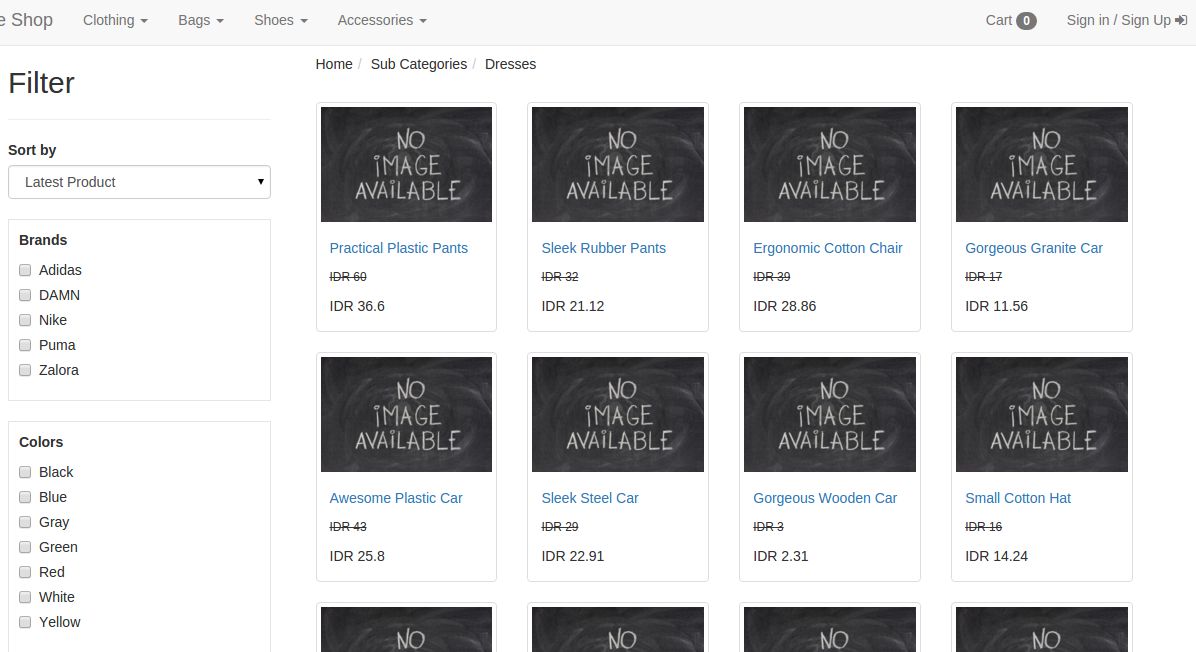 e Shop Clothing Bags Shoes Accessories Cart 0 Sign in / Sign Up
Home / Sub Categories / Dresses
Filter
Sort by
Latest Product
Brands
Adidas
DAMN
Nike
Puma
Zalora
Colors
Black
Blue
Gray
Green
Red
White
Yellow
NO IMAGE AVAILABLE
NO IMAGE AVAILABLE
NO IMAGE AVAILABLE
NO IMAGE AVAILABLE
Practical Plastic Pants Sleek Rubber Pants Ergonomic Cotton Chair Gorgeous Granite Car
IDR 60 IDR 32 IDR 39 IDR 17
IDR 36.6 IDR 21.12 IDR 28.86 IDR 11.56
NO IMAGE AVAILABLE
NO IMAGE AVAILABLE
NO IMAGE AVAILABLE
NO IMAGE AVAILABLE
Awesome Plastic Car Sleek Steel Car Gorgeous Wooden Car Small Cotton Hat
IDR 43 IDR 29 IDR 3 IDR 16
IDR 25.8 IDR 22.91 IDR 2.31 IDR 14.24
NO NO NO NO